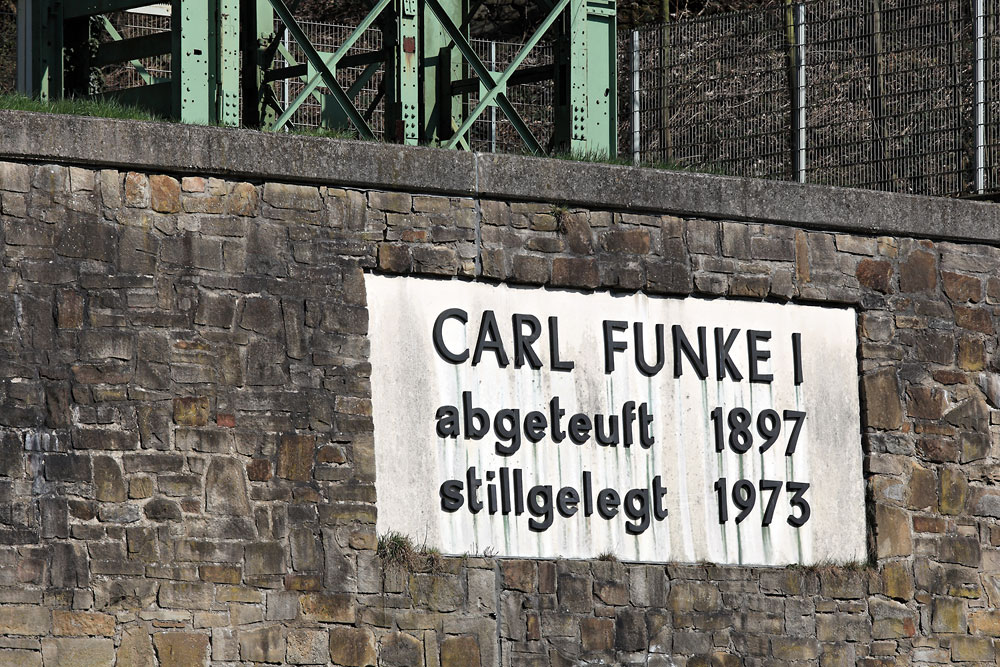 CARL FUNKE I
abgeteuft 1897
stillgelegt 1973